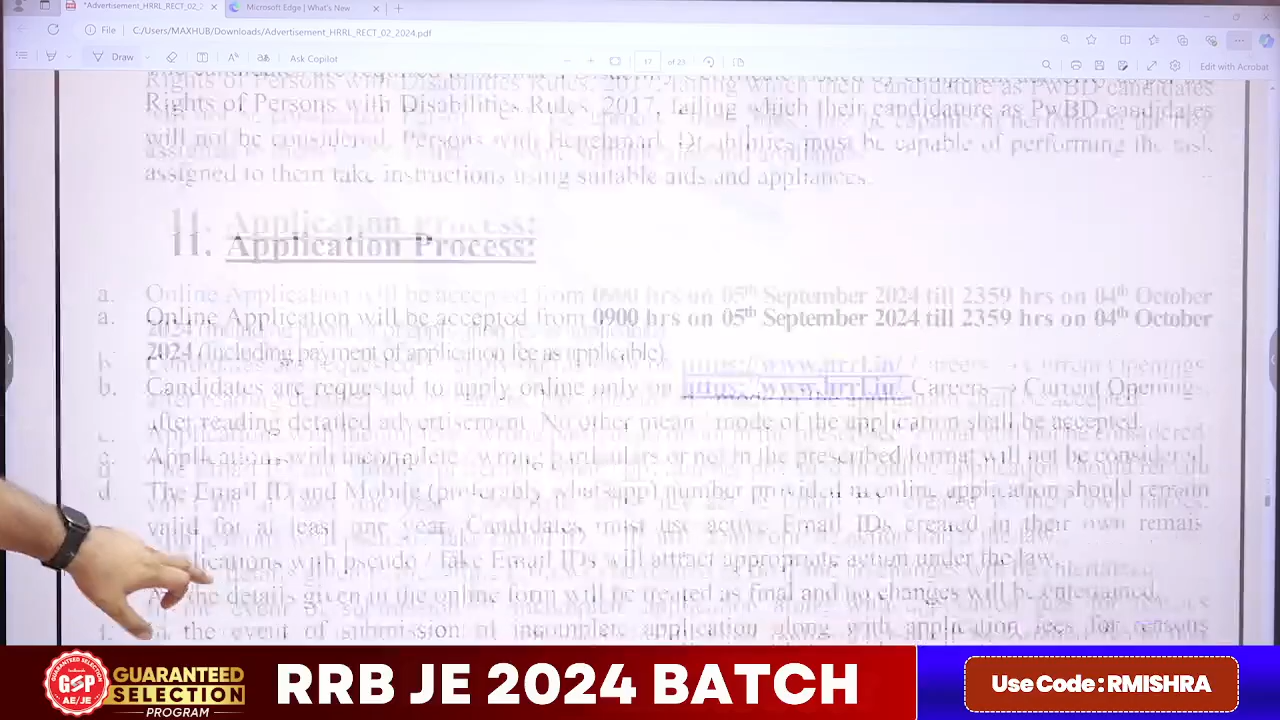 *Advertisement_HRRL_RECT_02_2
Microsoft Edge | What's New
File C:/Users/MAXHUB/Downloads/Advertisement_HRRL_RECT_02_2024.pdf
Draw
Ask Copilot
17 of 23
Edit with Acrobat
Rights of Persons with Disabilities Rules, 2017, failing which their candidature as PwBD candidates
will not be considered. Persons with Benchmark Disabilities must be capable of performing the task
assigned to them take instructions using suitable aids and appliances.
11. Application Process:
a. Online Application will be accepted from 0900 hrs on 05th September 2024 till 2359 hrs on 04th October
2024 (including payment of application fee as applicable)
b. Candidates are requested to apply online only on https://www.hrrl.in/ Careers → Current Openings
after reading detailed advertisement. No other mean / mode of the application shall be accepted.
c. Applications with incomplete / wrong particulars or not in the prescribed format will not be considered
d. The Email ID and Mobile (preferably whatsapp) number provided in online application should remain
valid for at least one year. Candidates must use active Email IDs created in their own
with pseudo / fake Email IDs will attract appropriate action under the law.
the details given in the online form will be treated as final and no changes will be entertained.
f. In the event of submission of incomplete application along with application fees for reasons
GUARANTEED SELECTION
GSP
AE/JE
GUARANTEED
SELECTION
PROGRAM
RRB JE 2024 BATCH
Use Code : RMISHRA